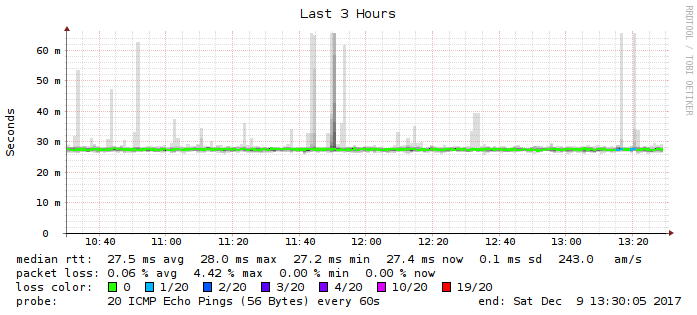 Last 3 Hours
RRDTOOL / TOBI OETIKER
Seconds
60 m
50 m
40 m
30 m
20 m
10 m
0
10:40 11:00 11:20 11:40 12:00 12:20 12:40 13:00 13:20
median rtt: 27.5 ms avg 28.0 ms max 27.2 ms min 27.4 ms now 0.1 ms sd 243.0 am/s
packet loss: 0.06 % avg 4.42 % max 0.00 % min 0.00 % now
loss color: 0 1/20 2/20 3/20 4/20 10/20 19/20
probe: 20 ICMP Echo Pings (56 Bytes) every 60s end: Sat Dec 9 13:30:05 2017